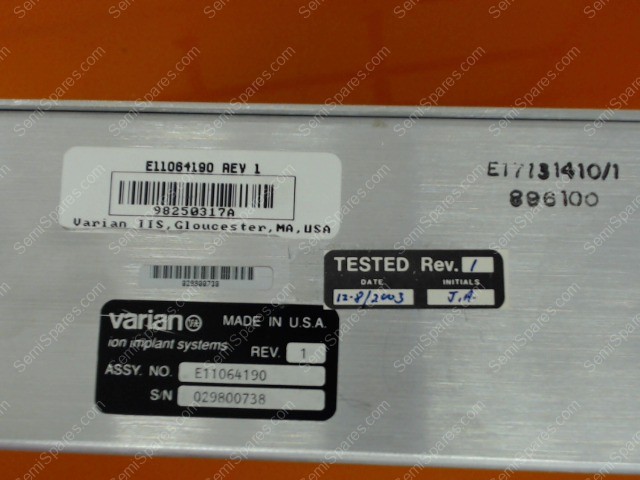 E11064190 REV 1
98250317A
Varian IIS,Gloucester,MA,USA
E17131410/1
896100
029800738
TESTED Rev. 1
DATE INITIALS
12-8/2003 J.A.
varian MADE IN U.S.A.
ion implant systems
REV. 1
ASSY. NO. E11064190
S/N 029800738
SemiSpares.com